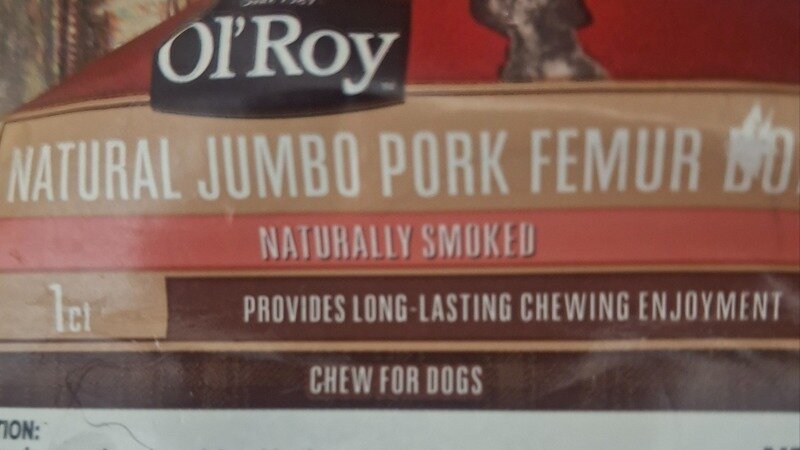 Ol'Roy
NATURAL JUMBO PORK FEMUR
NATURALLY SMOKED
1ct
PROVIDES LONG-LASTING CHEWING ENJOYMENT
CHEW FOR DOGS
TION: